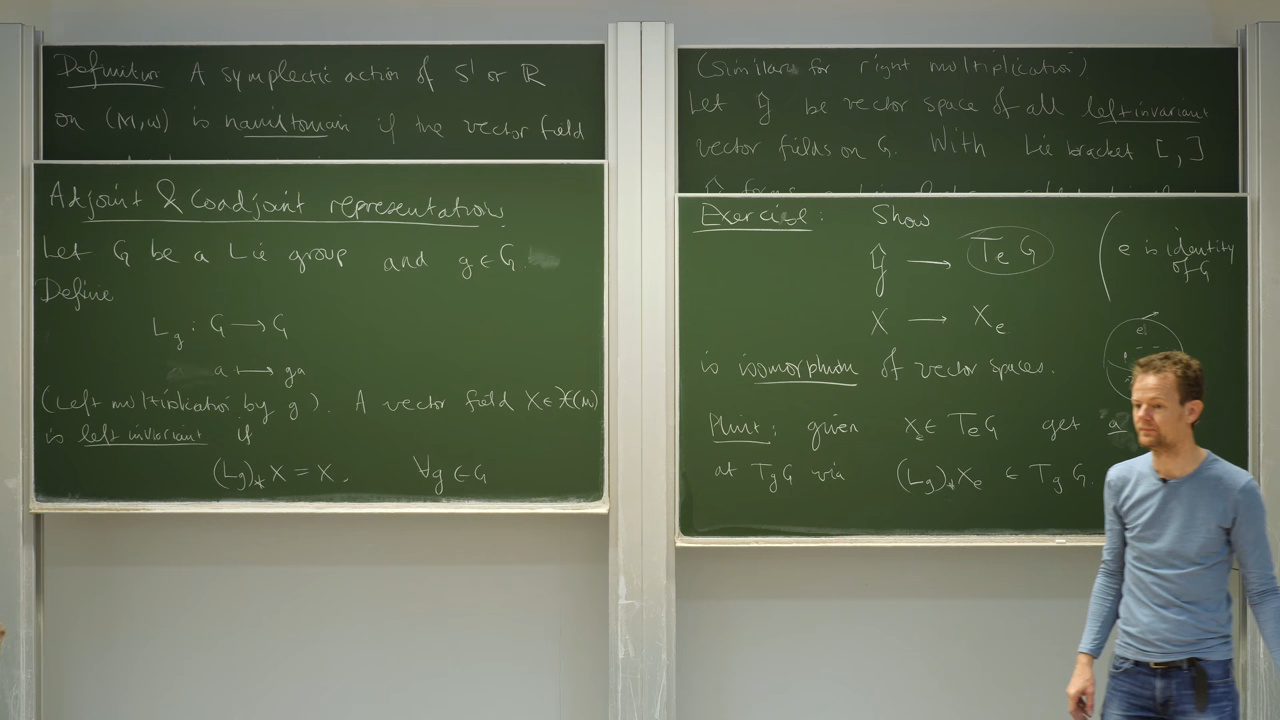 Definition A symplectic action of S¹ or ℝ
on (M,ω) is hamiltonian if the vector field
Adjoint & Coadjoint representations
Let G be a Lie group and g ∈ G.
Define
L_g : G ⟶ G
a ⟼ ga
(Left multiplication by g). A vector field X ∈ 𝔛(M)
is left invariant if
(L_g)_* X = X. ∀g ∈ G
(Similarly for right multiplication)
Let 𝔤 be vector space of all left invariant
vector fields on G. With Lie bracket [,]
Exercise: Show
𝔤 ⟶ T_e G
(e is identity
of G
X ⟶ X_e
e
is isomorphism of vector spaces.
Hint: given X_e ∈ T_e G get a
at T_g G via (L_g)_* X_e ∈ T_g G.